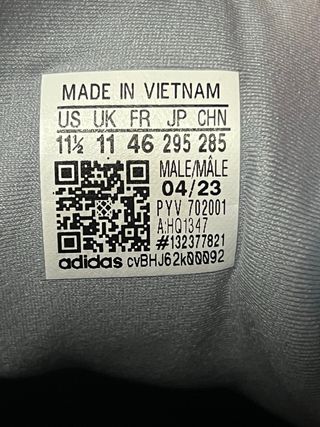 MADE IN VIETNAM
US UK FR JP CHN
11½ 11 46 295 285
MALE/MÂLE
04/23
PYV 702001
A:HQ1347
#132377821
adidas cvBHJ62k00092